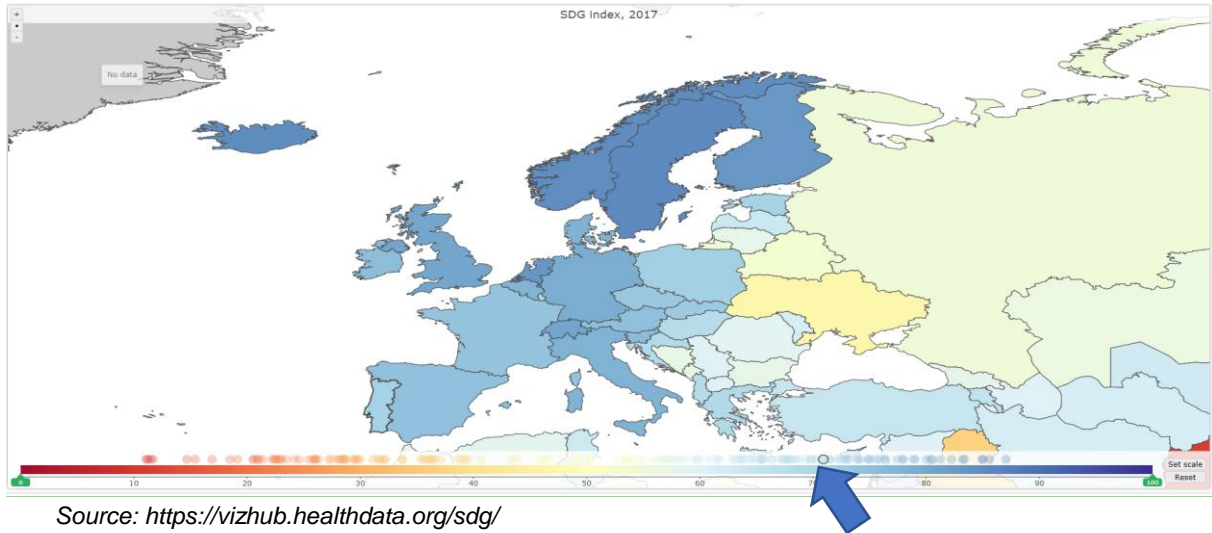 SDG index, 2017
+
-
No data
Set scale
0 10 20 30 40 50 60 80 90 100
Reset
Source: https://vizhub.healthdata.org/sdg/